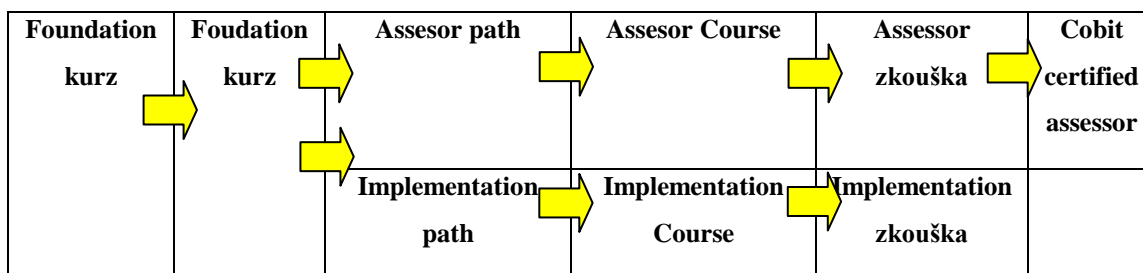 Foundation
kurz
Foudation
kurz
Assesor path
Assesor Course
Assessor
zkouška
Cobit
certified
assessor
Implementation
path
Implementation
Course
Implementation
zkouška